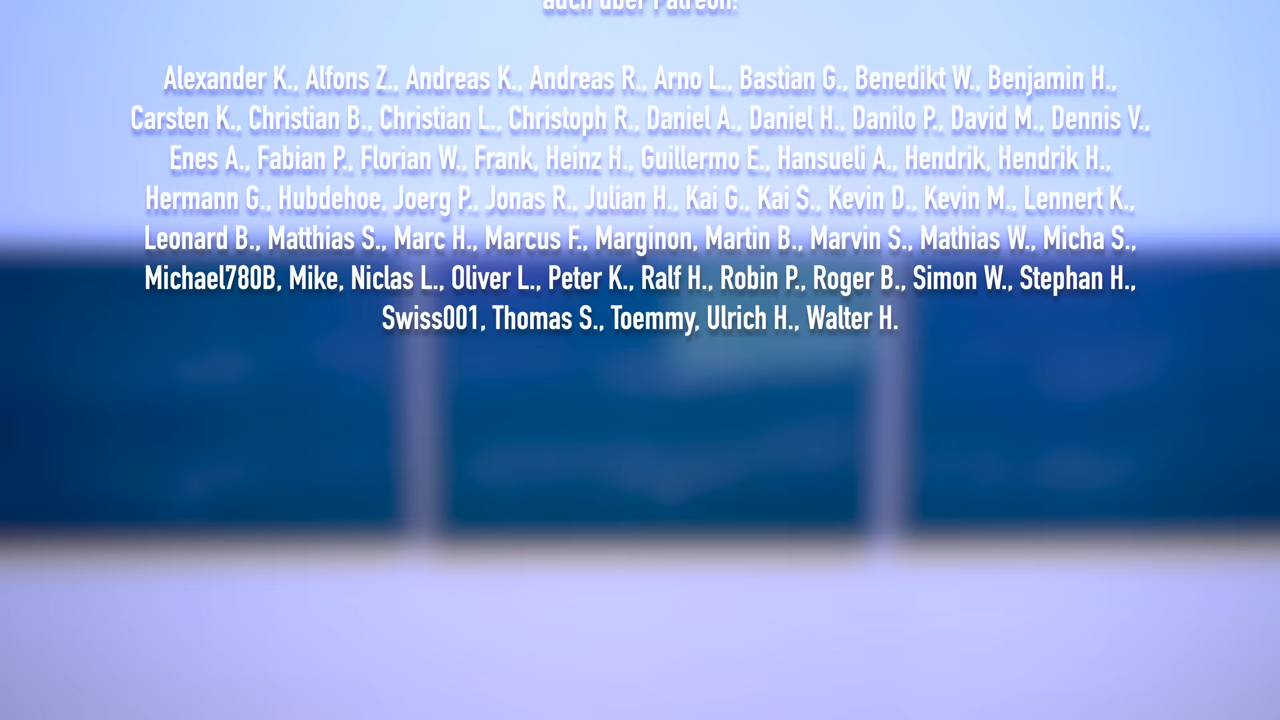 auch über Patreon:
Alexander K., Alfons Z., Andreas K., Andreas R., Arno L., Bastian G., Benedikt W., Benjamin H.,
Carsten K., Christian B., Christian L., Christoph R., Daniel A., Daniel H., Danilo P., David M., Dennis V.,
Enes A., Fabian P., Florian W., Frank, Heinz H., Guillermo E., Hansueli A., Hendrik, Hendrik H.,
Hermann G., Hubdehoe, Joerg P., Jonas R., Julian H., Kai G., Kai S., Kevin D., Kevin M., Lennert K.,
Leonard B., Matthias S., Marc H., Marcus F., Marginon, Martin B., Marvin S., Mathias W., Micha S.,
Michael780B, Mike, Niclas L., Oliver L., Peter K., Ralf H., Robin P., Roger B., Simon W., Stephan H.,
Swiss001, Thomas S., Toemmy, Ulrich H., Walter H.